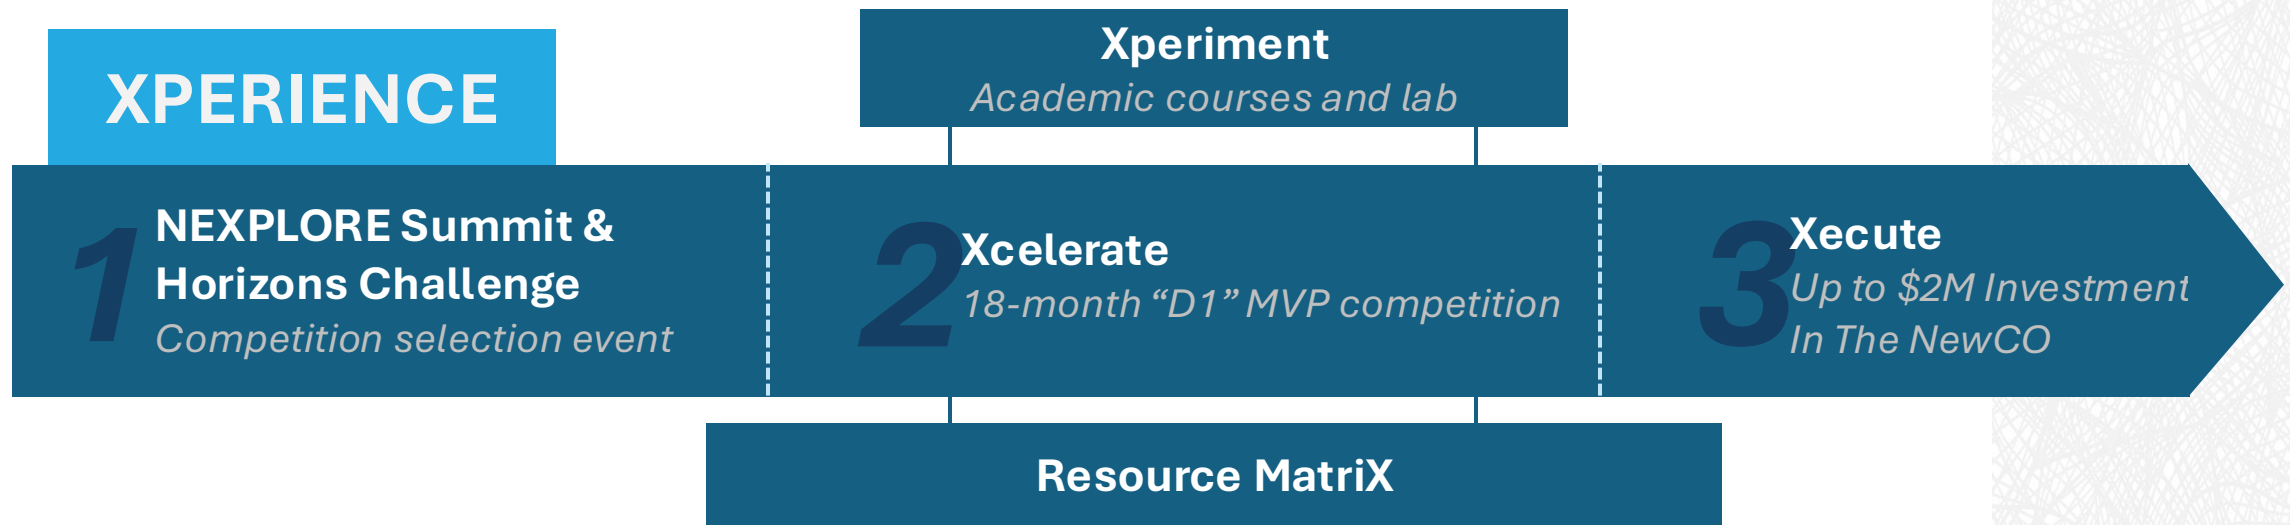 XPERIENCE
Xperiment
Academic courses and lab
1
NEXPLORE Summit &
Horizons Challenge
Competition selection event
2
Xcelerate
18-month “D1” MVP competition
3
Xecute
Up to $2M Investment
In The NewCO
Resource MatriX